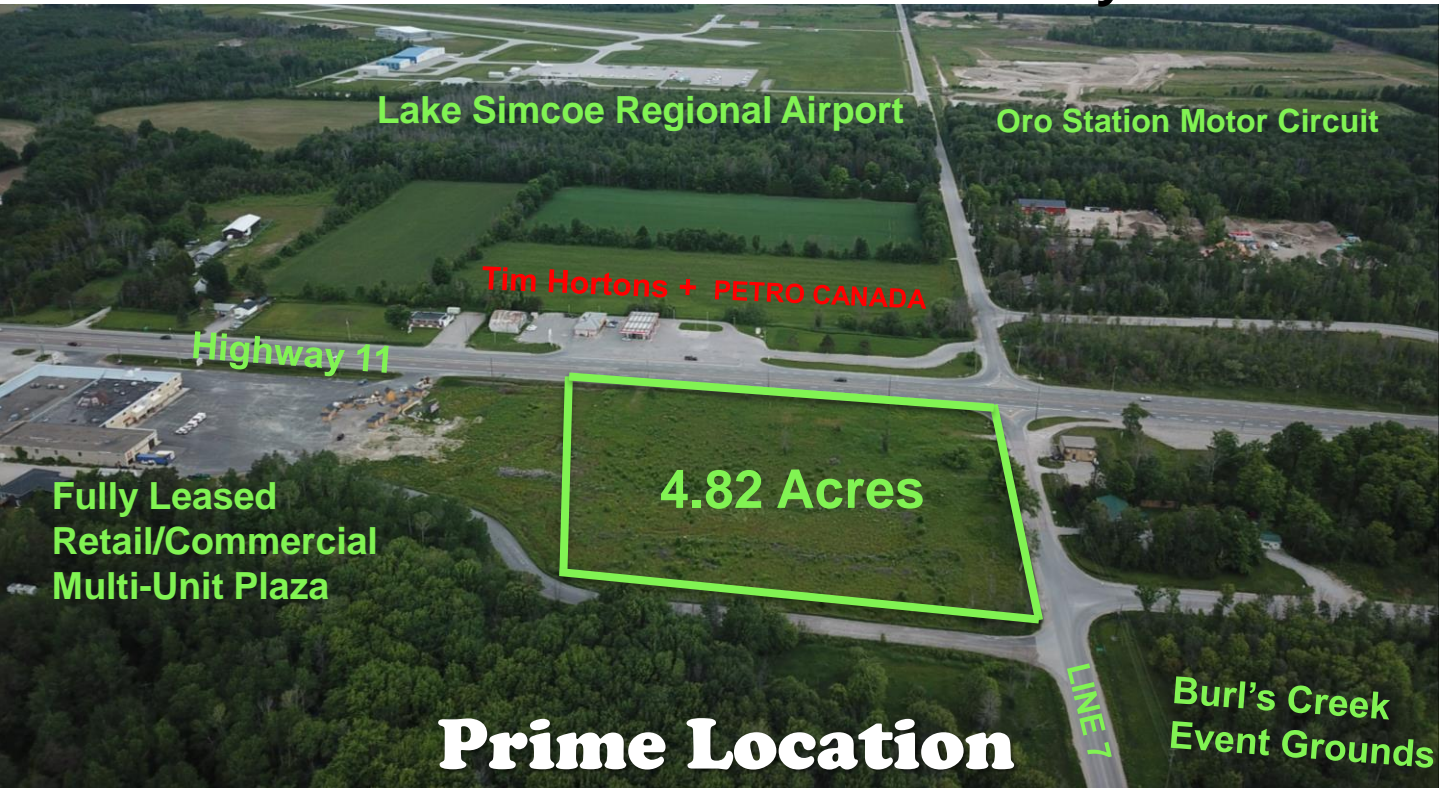 Lake Simcoe Regional Airport
Oro Station Motor Circuit
Tim Hortons + PETRO CANADA
Highway 11
4.82 Acres
Fully Leased
Retail/Commercial
Multi-Unit Plaza
LINE 7
Burl’s Creek
Event Grounds
Prime Location